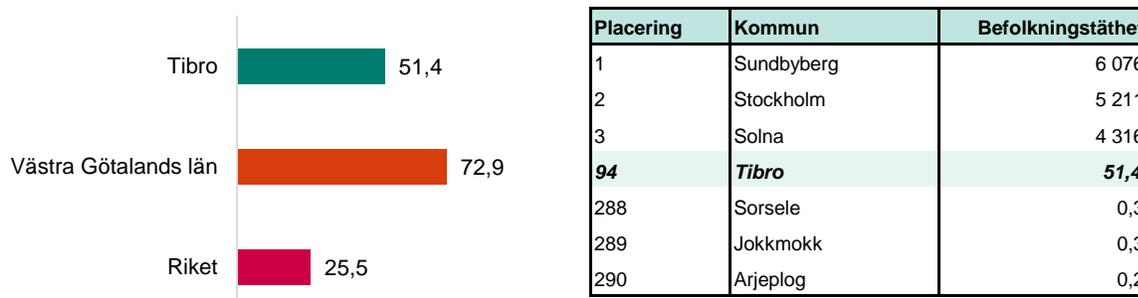 Tibro 51,4
Västra Götalands län 72,9
Riket 25,5
Placering Kommun Befolkningstäthet
1 Sundbyberg 6 076
2 Stockholm 5 211
3 Solna 4 316
94 Tibro 51,4
288 Sorsele 0,3
289 Jokkmokk 0,3
290 Arjeplog 0,2